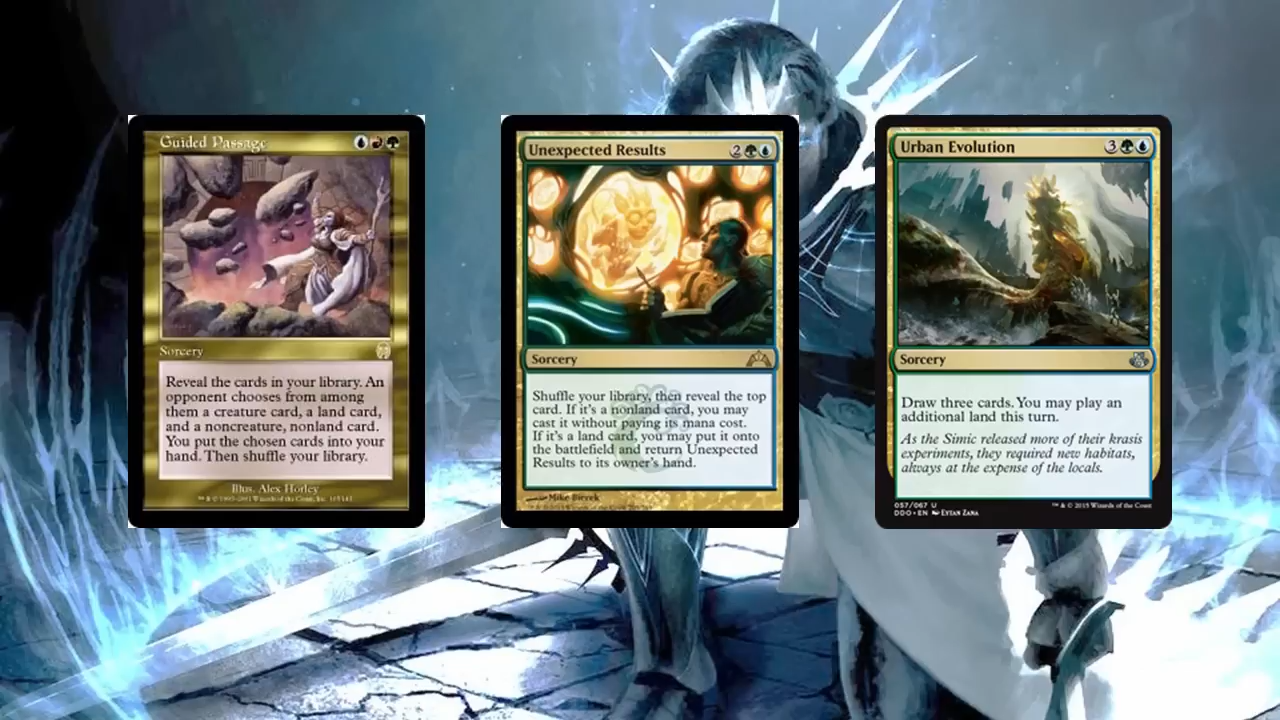 Guided Passage
Sorcery
Reveal the cards in your library. An
opponent chooses from among
them a creature card, a land card,
and a noncreature, nonland card.
You put the chosen cards into your
hand. Then shuffle your library.
Illus. Alex Horley
Unexpected Results
2
Sorcery
Shuffle your library, then reveal the top
card. If it's a nonland card, you may
cast it without paying its mana cost.
If it's a land card, you may put it onto
the battlefield and return Unexpected
Results to its owner's hand.
Mike Bierek
Urban Evolution
3
Sorcery
Draw three cards. You may play an
additional land this turn.
As the Simic released more of their krasis
experiments, they required new habitats,
always at the expense of the locals.
057/067 U
DDO • EN Eytan Zana
™ & © 2015 Wizards of the Coast